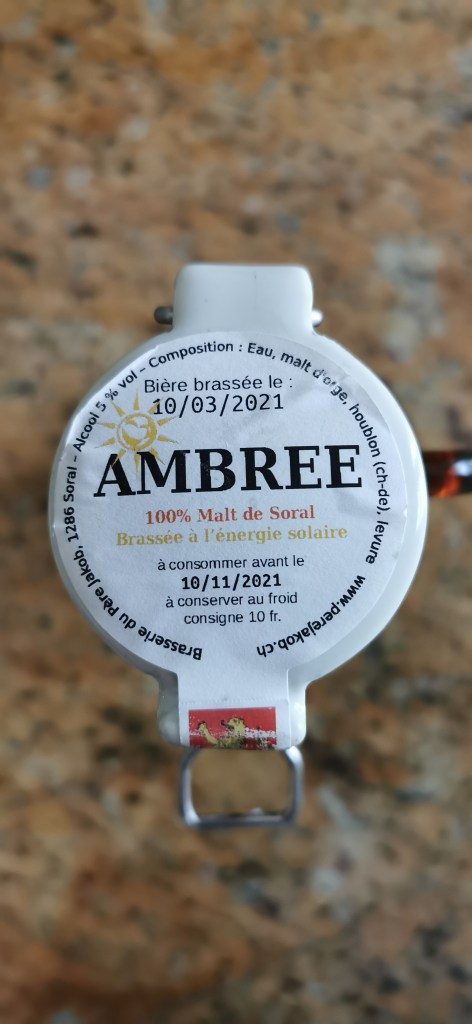 Brasserie du Père Jakob, 1286 Soral - Alcool 5 % vol - Composition : Eau, malt d'orge, houblon (ch-de), levure www.perejakob.ch
Bière brassée le :
10/03/2021
AMBREE
100% Malt de Soral
Brassée à l'énergie solaire
à consommer avant le
10/11/2021
à conserver au froid
consigne 10 fr.